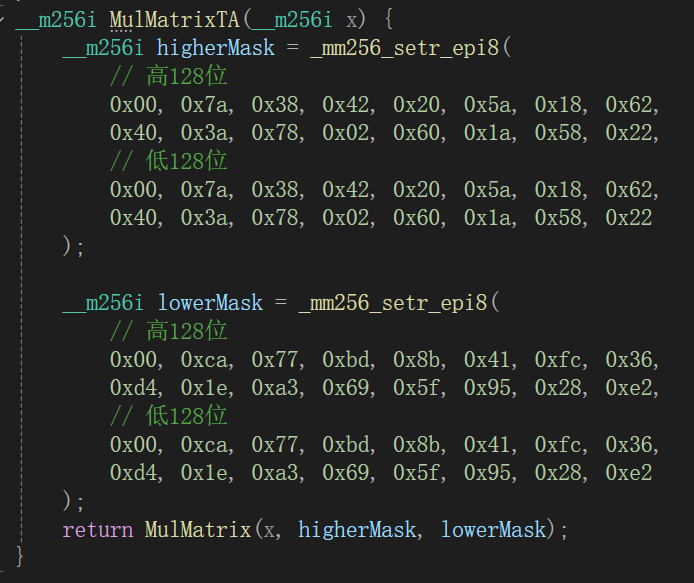 __m256i MulMatrixTA(__m256i x) {
    __m256i higherMask = _mm256_setr_epi8(
        // 高128位
        0x00, 0x7a, 0x38, 0x42, 0x20, 0x5a, 0x18, 0x62,
        0x40, 0x3a, 0x78, 0x02, 0x60, 0x1a, 0x58, 0x22,
        // 低128位
        0x00, 0x7a, 0x38, 0x42, 0x20, 0x5a, 0x18, 0x62,
        0x40, 0x3a, 0x78, 0x02, 0x60, 0x1a, 0x58, 0x22
    );

    __m256i lowerMask = _mm256_setr_epi8(
        // 高128位
        0x00, 0xca, 0x77, 0xbd, 0x8b, 0x41, 0xfc, 0x36,
        0xd4, 0x1e, 0xa3, 0x69, 0x5f, 0x95, 0x28, 0xe2,
        // 低128位
        0x00, 0xca, 0x77, 0xbd, 0x8b, 0x41, 0xfc, 0x36,
        0xd4, 0x1e, 0xa3, 0x69, 0x5f, 0x95, 0x28, 0xe2
    );
    return MulMatrix(x, higherMask, lowerMask);
}